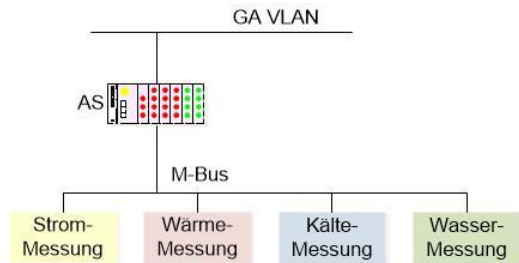 GA VLAN
AS
M-Bus
Strom-
Messung
Wärme-
Messung
Kälte-
Messung
Wasser-
Messung